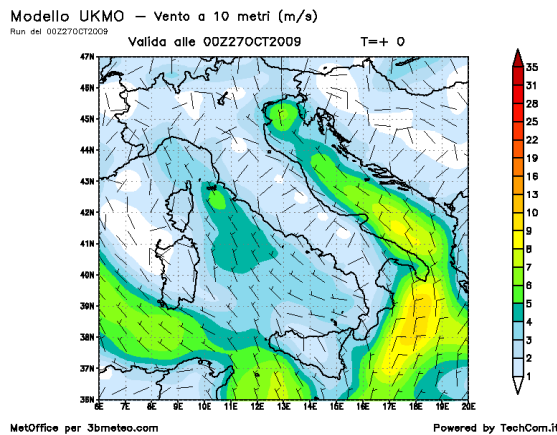 Modello UKMO – Vento a 10 metri (m/s)
Run del 00Z27OCT2009
Valida alle 00Z27OCT2009 T=+ 0
47N
46N
45N
44N
43N
42N
41N
40N
39N
38N
37N
36N
6E 7E 8E 9E 10E 11E 12E 13E 14E 15E 16E 17E 18E 19E 20E
35
31
28
25
22
19
16
13
10
9
8
7
6
5
4
3
2
1
MetOffice per 3bmeteo.com
Powered by TechCom.it